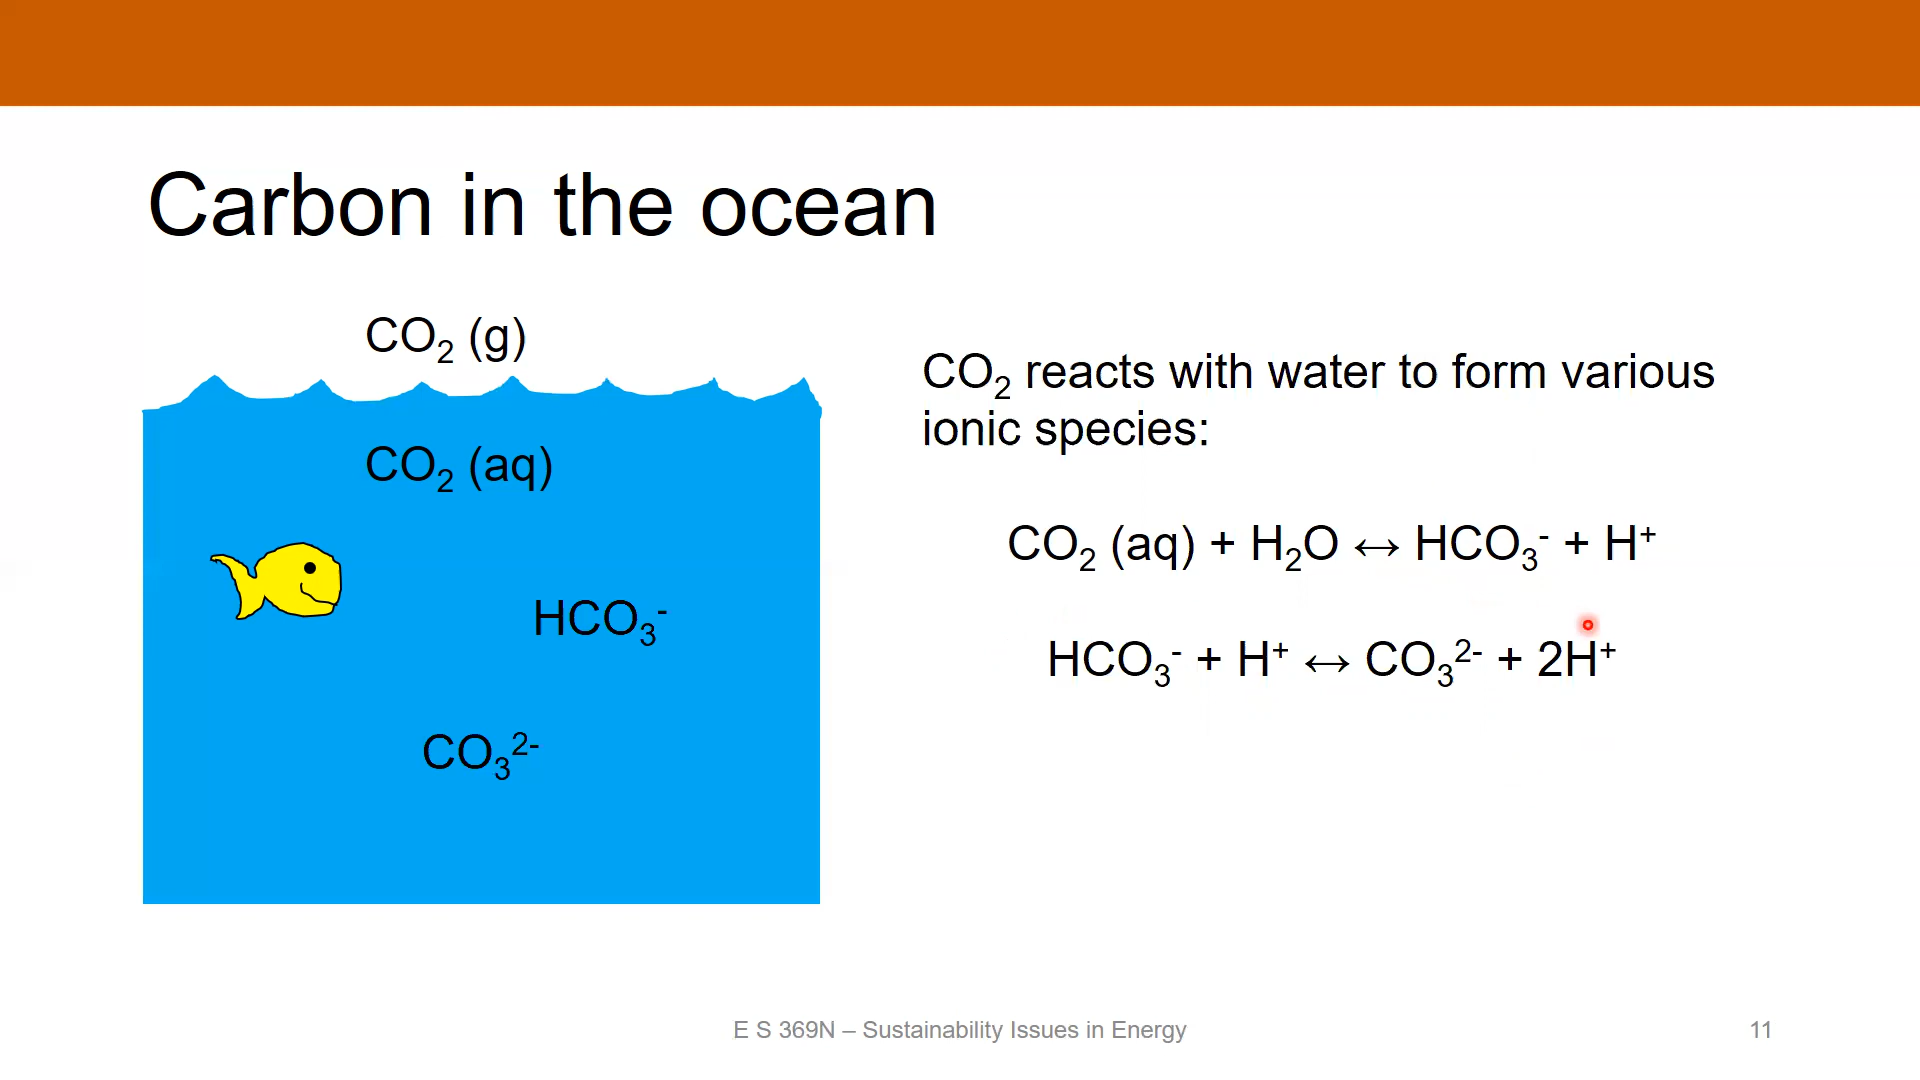 Carbon in the ocean
CO₂ (g)
CO₂ (aq)
HCO₃⁻
CO₃²⁻
CO₂ reacts with water to form various
ionic species:
CO₂ (aq) + H₂O ↔ HCO₃⁻ + H⁺
HCO₃⁻ + H⁺ ↔ CO₃²⁻ + 2H⁺
E S 369N – Sustainability Issues in Energy
11